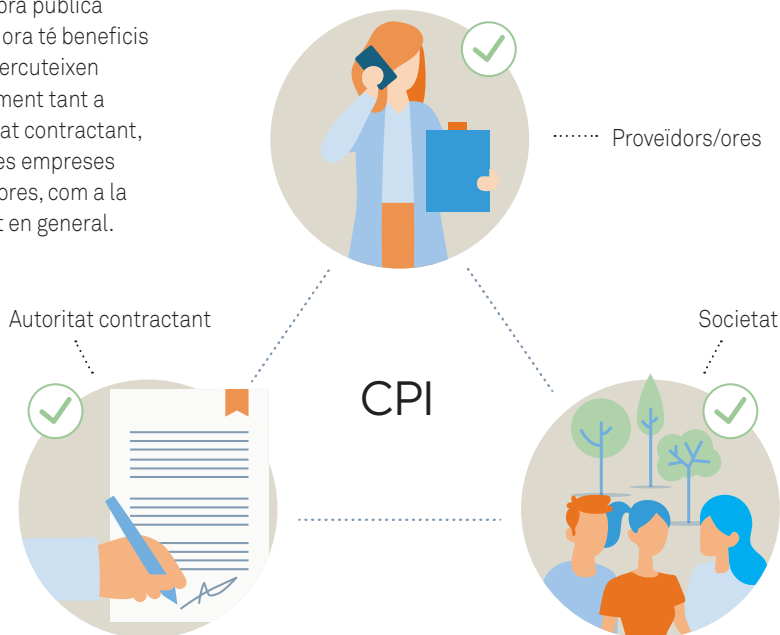 ora pública
ora té beneficis
ercuteixen
ment tant a
at contractant,
es empreses
ores, com a la
t en general.
Proveïdors/ores
Autoritat contractant
Societat
CPI